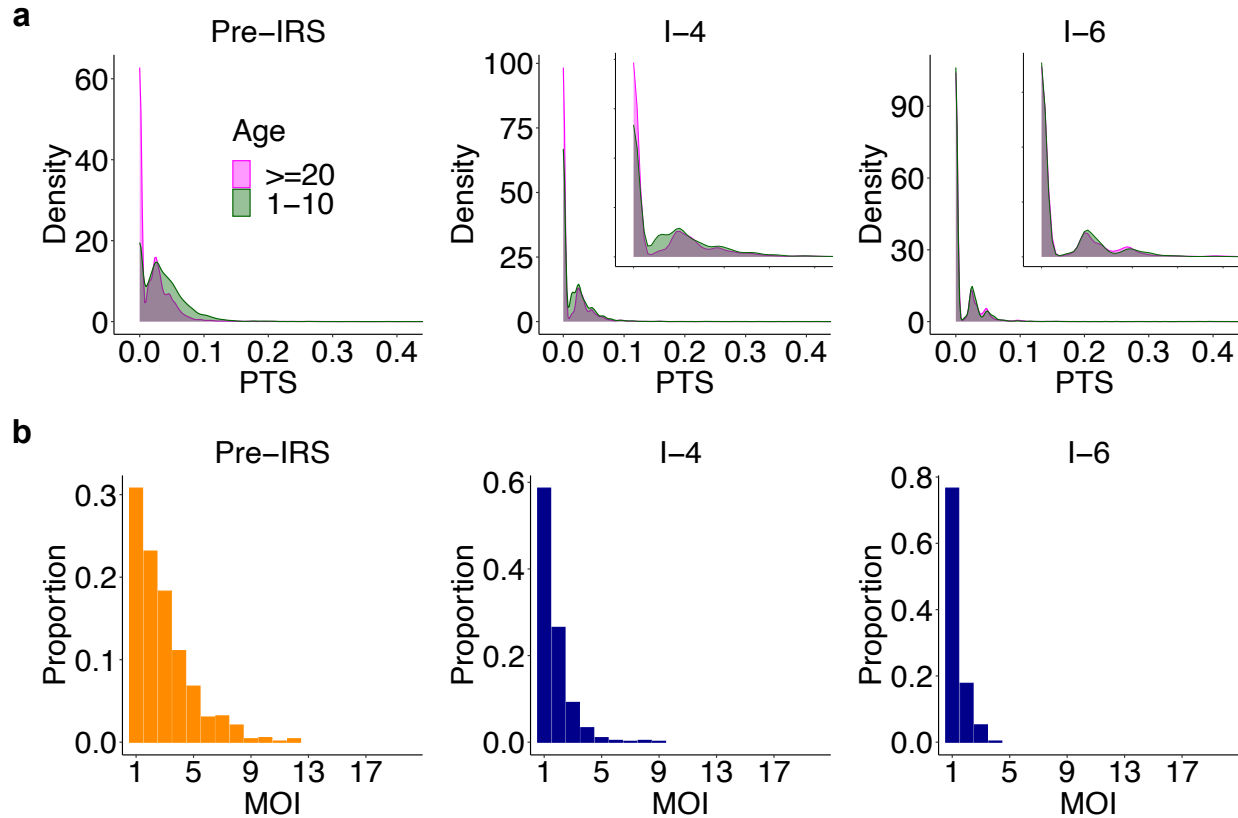 a
Pre−IRS
I−4
I−6
Density
60
40
20
0
Age
>=20
1−10
0.0 0.1 0.2 0.3 0.4
PTS
Density
100
75
50
25
0
0.0 0.1 0.2 0.3 0.4
PTS
Density
90
60
30
0
0.0 0.1 0.2 0.3 0.4
PTS
b
Pre−IRS
I−4
I−6
Proportion
0.3
0.2
0.1
0.0
1 5 9 13 17
MOI
Proportion
0.6
0.4
0.2
0.0
1 5 9 13 17
MOI
Proportion
0.8
0.6
0.4
0.2
0.0
1 5 9 13 17
MOI